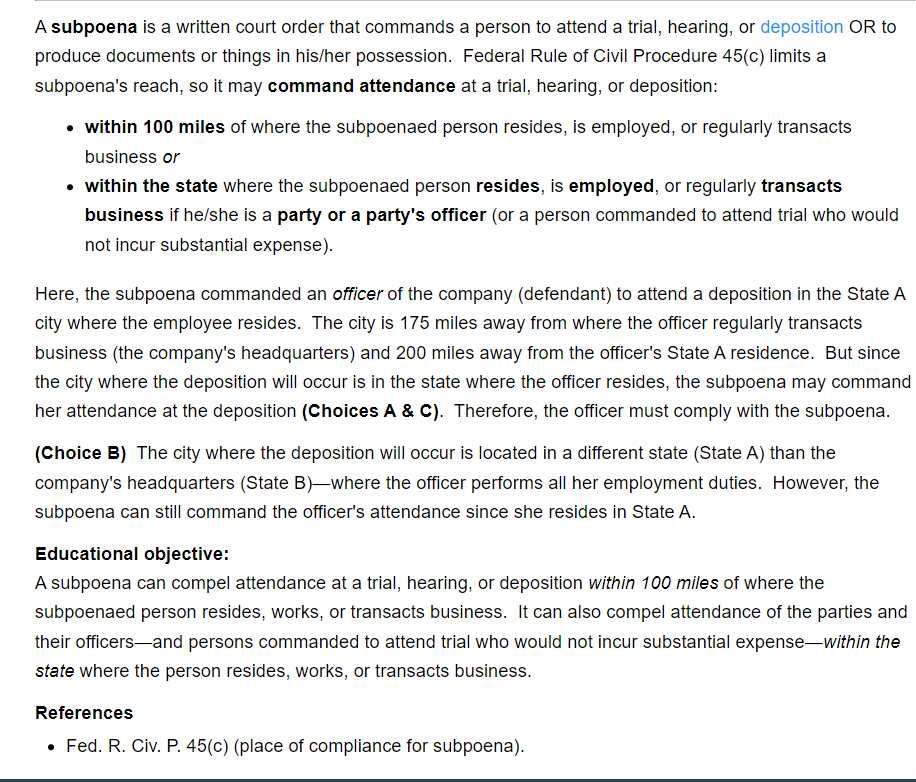 A subpoena is a written court order that commands a person to attend a trial, hearing, or deposition OR to
produce documents or things in his/her possession.  Federal Rule of Civil Procedure 45(c) limits a
subpoena's reach, so it may command attendance at a trial, hearing, or deposition:
• within 100 miles of where the subpoenaed person resides, is employed, or regularly transacts
business or
• within the state where the subpoenaed person resides, is employed, or regularly transacts
business if he/she is a party or a party's officer (or a person commanded to attend trial who would
not incur substantial expense).
Here, the subpoena commanded an officer of the company (defendant) to attend a deposition in the State A
city where the employee resides.  The city is 175 miles away from where the officer regularly transacts
business (the company's headquarters) and 200 miles away from the officer's State A residence.  But since
the city where the deposition will occur is in the state where the officer resides, the subpoena may command
her attendance at the deposition (Choices A & C).  Therefore, the officer must comply with the subpoena.
(Choice B)  The city where the deposition will occur is located in a different state (State A) than the
company's headquarters (State B)—where the officer performs all her employment duties.  However, the
subpoena can still command the officer's attendance since she resides in State A.
Educational objective:
A subpoena can compel attendance at a trial, hearing, or deposition within 100 miles of where the
subpoenaed person resides, works, or transacts business.  It can also compel attendance of the parties and
their officers—and persons commanded to attend trial who would not incur substantial expense—within the
state where the person resides, works, or transacts business.
References
• Fed. R. Civ. P. 45(c) (place of compliance for subpoena).